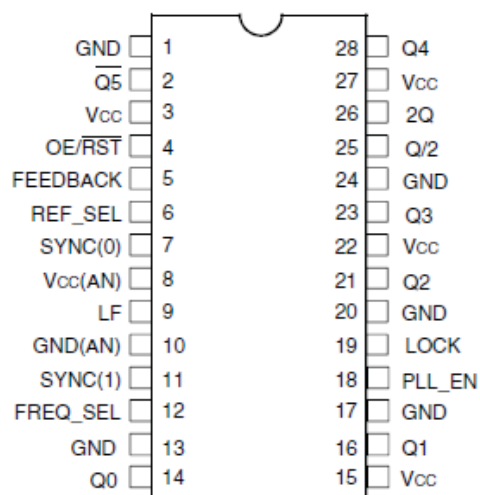 GND 1 28 Q4
Q̅5̅ 2 27 Vcc
Vcc 3 26 2Q
OE/R̅S̅T̅ 4 25 Q/2
FEEDBACK 5 24 GND
REF_SEL 6 23 Q3
SYNC(0) 7 22 Vcc
Vcc(AN) 8 21 Q2
LF 9 20 GND
GND(AN) 10 19 LOCK
SYNC(1) 11 18 PLL_EN
FREQ_SEL 12 17 GND
GND 13 16 Q1
Q0 14 15 Vcc